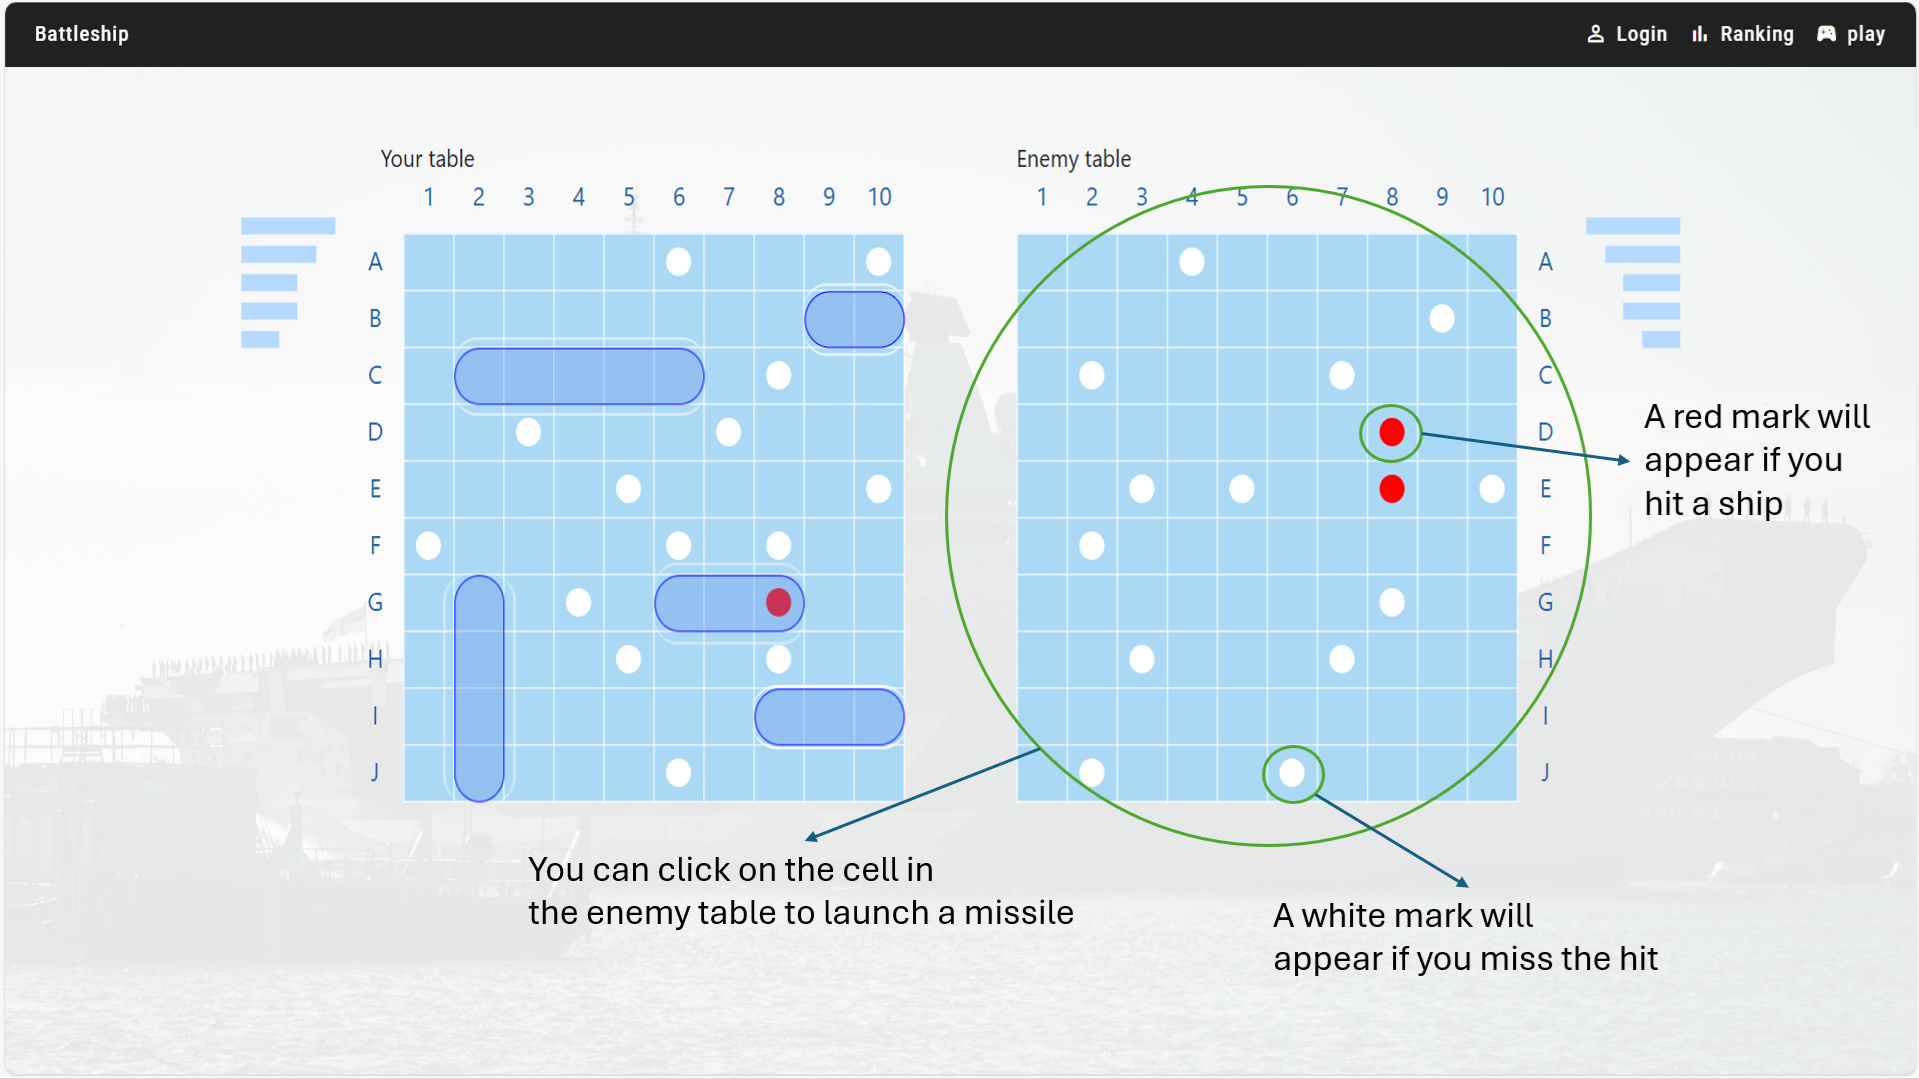 Battleship
Login Ranking play
Your table
Enemy table
1 2 3 4 5 6 7 8 9 10
1 2 3 4 5 6 7 8 9 10
A
B
C
D
E
F
G
H
I
J
A
B
C
D
E
F
G
H
I
J
A red mark will
appear if you
hit a ship
You can click on the cell in
the enemy table to launch a missile
A white mark will
appear if you miss the hit